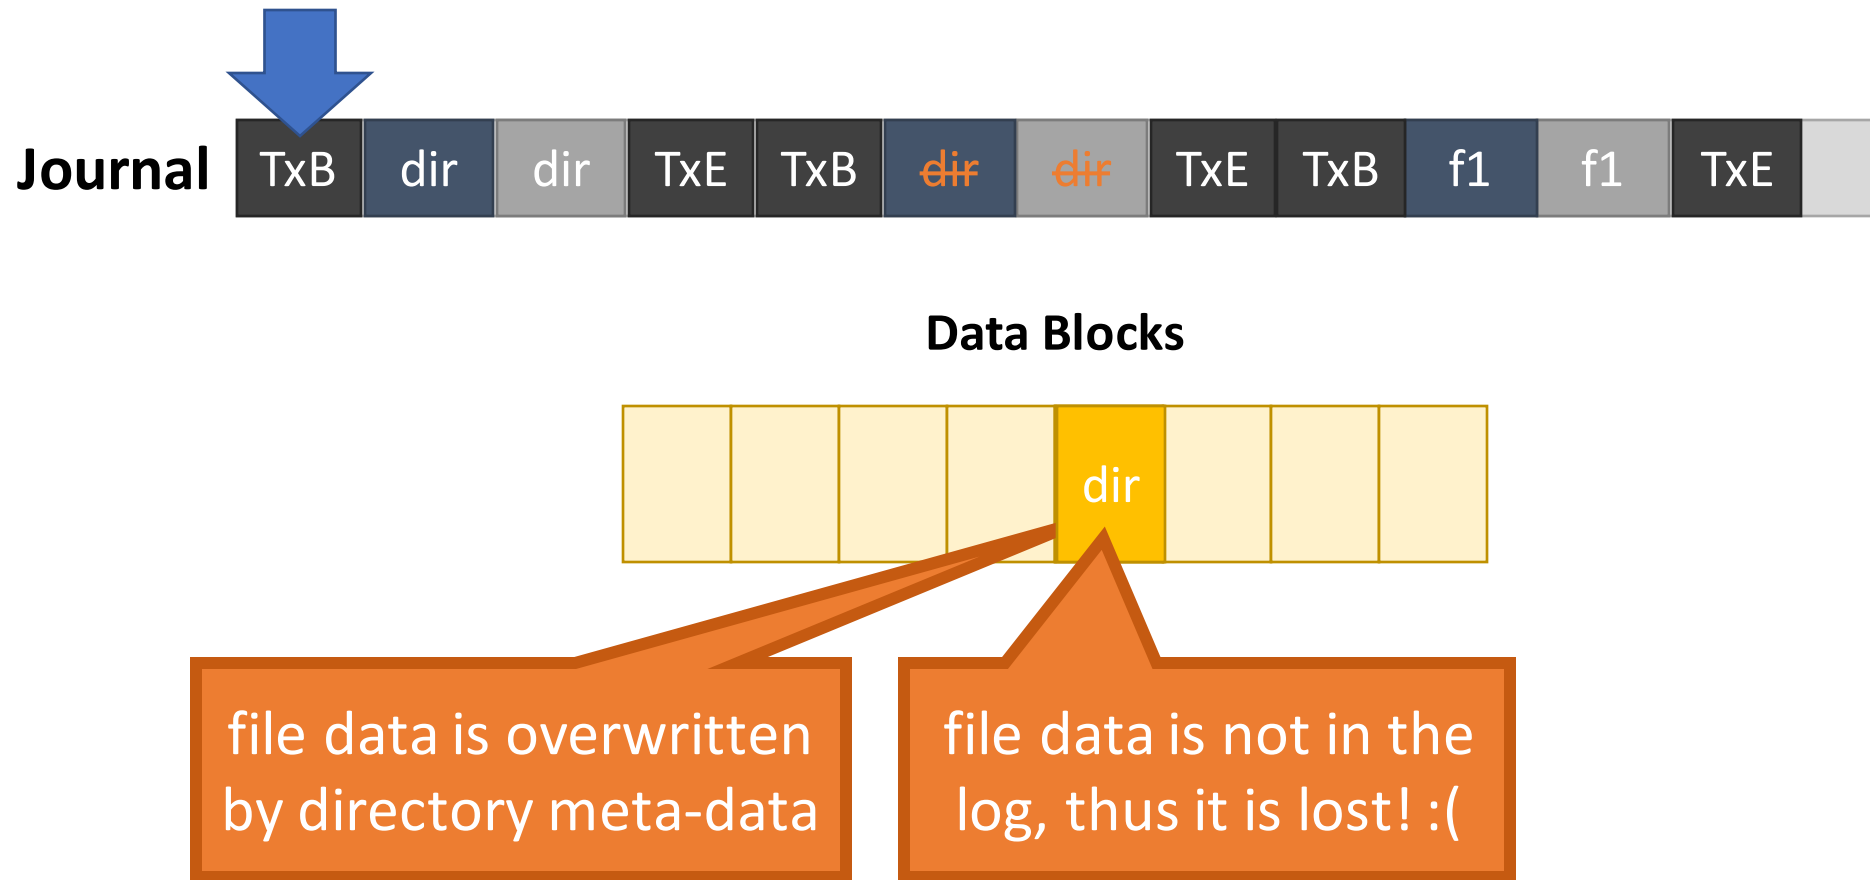 Journal TxB dir dir TxE TxB dir dir TxE TxB f1 f1 TxE
Data Blocks
dir
file data is overwritten
by directory meta-data
file data is not in the
log, thus it is lost! :(